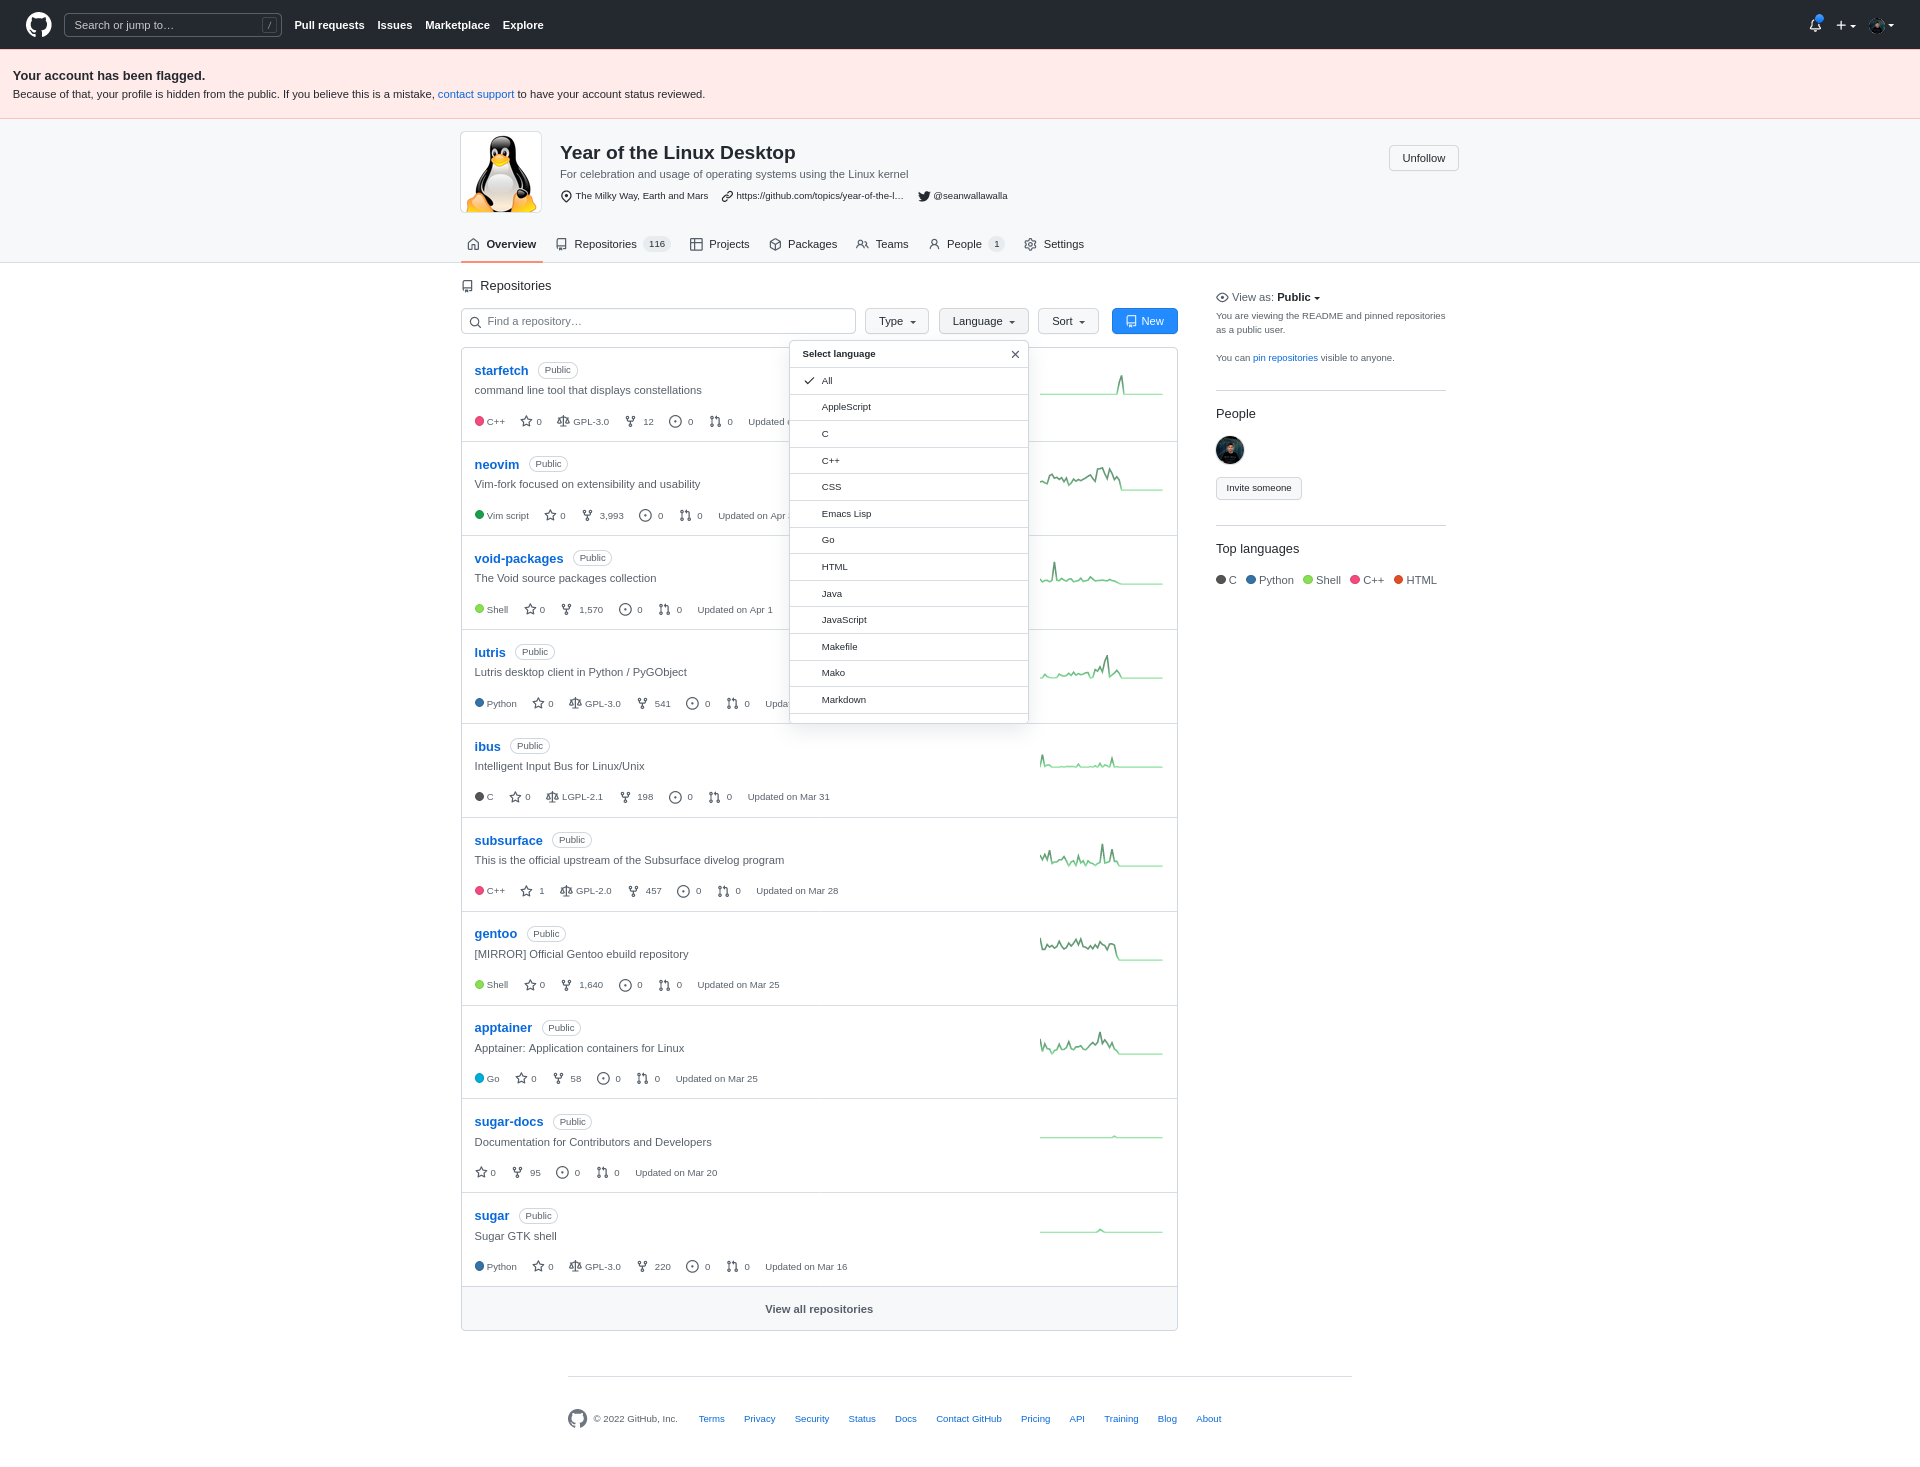 Search or jump to… /
Pull requests Issues Marketplace Explore
Your account has been flagged.
Because of that, your profile is hidden from the public. If you believe this is a mistake, contact support to have your account status reviewed.
Year of the Linux Desktop
For celebration and usage of operating systems using the Linux kernel
The Milky Way, Earth and Mars https://github.com/topics/year-of-the-l… @seanwallawalla
Unfollow
Overview Repositories 116 Projects Packages Teams People 1 Settings
Repositories
Find a repository… Type Language Sort New
Select language
All
AppleScript
C
C++
CSS
Emacs Lisp
Go
HTML
Java
JavaScript
Makefile
Mako
Markdown
starfetch Public
command line tool that displays constellations
C++ 0 GPL-3.0 12 0 0 Updated
neovim Public
Vim-fork focused on extensibility and usability
Vim script 0 3,993 0 0 Updated on Apr
void-packages Public
The Void source packages collection
Shell 0 1,570 0 0 Updated on Apr 1
lutris Public
Lutris desktop client in Python / PyGObject
Python 0 GPL-3.0 541 0 0
ibus Public
Intelligent Input Bus for Linux/Unix
C 0 LGPL-2.1 198 0 0 Updated on Mar 31
subsurface Public
This is the official upstream of the Subsurface divelog program
C++ 1 GPL-2.0 457 0 0 Updated on Mar 28
gentoo Public
[MIRROR] Official Gentoo ebuild repository
Shell 0 1,640 0 0 Updated on Mar 25
apptainer Public
Apptainer: Application containers for Linux
Go 0 58 0 0 Updated on Mar 25
sugar-docs Public
Documentation for Contributors and Developers
0 95 0 0 Updated on Mar 20
sugar Public
Sugar GTK shell
Python 0 GPL-3.0 220 0 0 Updated on Mar 16
View all repositories
View as: Public
You are viewing the README and pinned repositories
as a public user.
You can pin repositories visible to anyone.
People
Invite someone
Top languages
C Python Shell C++ HTML
© 2022 GitHub, Inc. Terms Privacy Security Status Docs Contact GitHub Pricing API Training Blog About